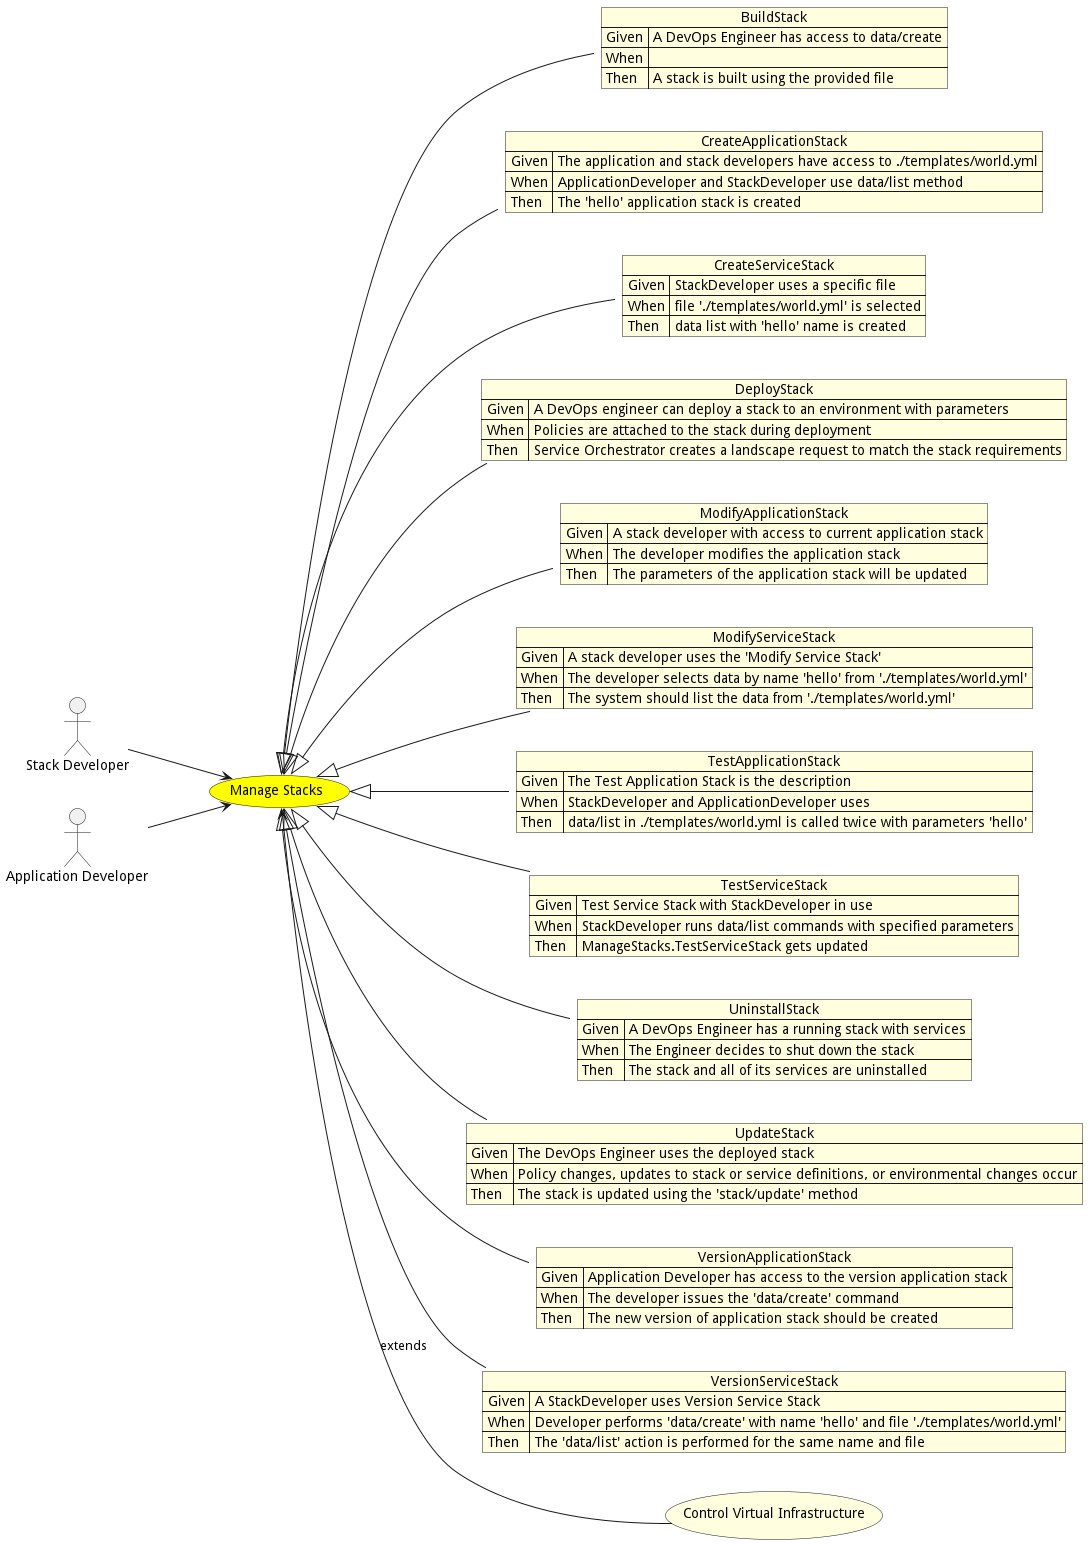 BuildStack
Given A DevOps Engineer has access to data/create
When
Then A stack is built using the provided file
CreateApplicationStack
Given The application and stack developers have access to ./templates/world.yml
When ApplicationDeveloper and StackDeveloper use data/list method
Then The 'hello' application stack is created
CreateServiceStack
Given StackDeveloper uses a specific file
When file './templates/world.yml' is selected
Then data list with 'hello' name is created
DeployStack
Given A DevOps engineer can deploy a stack to an environment with parameters
When Policies are attached to the stack during deployment
Then Service Orchestrator creates a landscape request to match the stack requirements
ModifyApplicationStack
Given A stack developer with access to current application stack
When The developer modifies the application stack
Then The parameters of the application stack will be updated
ModifyServiceStack
Given A stack developer uses the 'Modify Service Stack'
When The developer selects data by name 'hello' from './templates/world.yml'
Then The system should list the data from './templates/world.yml'
Stack Developer
Manage Stacks
Application Developer
TestApplicationStack
Given The Test Application Stack is the description
When StackDeveloper and ApplicationDeveloper uses
Then data/list in ./templates/world.yml is called twice with parameters 'hello'
TestServiceStack
Given Test Service Stack with StackDeveloper in use
When StackDeveloper runs data/list commands with specified parameters
Then ManageStacks.TestServiceStack gets updated
UninstallStack
Given A DevOps Engineer has a running stack with services
When The Engineer decides to shut down the stack
Then The stack and all of its services are uninstalled
UpdateStack
Given The DevOps Engineer uses the deployed stack
When Policy changes, updates to stack or service definitions, or environmental changes occur
Then The stack is updated using the 'stack/update' method
VersionApplicationStack
Given Application Developer has access to the version application stack
When The developer issues the 'data/create' command
Then The new version of application stack should be created
extends
VersionServiceStack
Given A StackDeveloper uses Version Service Stack
When Developer performs 'data/create' with name 'hello' and file './templates/world.yml'
Then The 'data/list' action is performed for the same name and file
Control Virtual Infrastructure